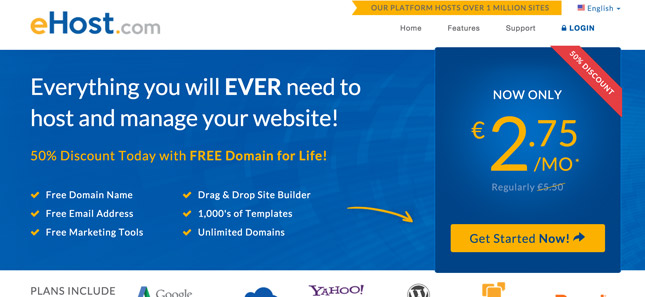 OUR PLATFORM HOSTS OVER 1 MILLION SITES
English
eHost.com
Home Features Support LOGIN
Everything you will EVER need to
host and manage your website!
50% Discount Today with FREE Domain for Life!
Free Domain Name
Free Email Address
Free Marketing Tools
Drag & Drop Site Builder
1,000's of Templates
Unlimited Domains
50% DISCOUNT
NOW ONLY
€2.75
/MO*
Regularly €5.50
Get Started Now!
PLANS INCLUDE
Google
YAHOO!